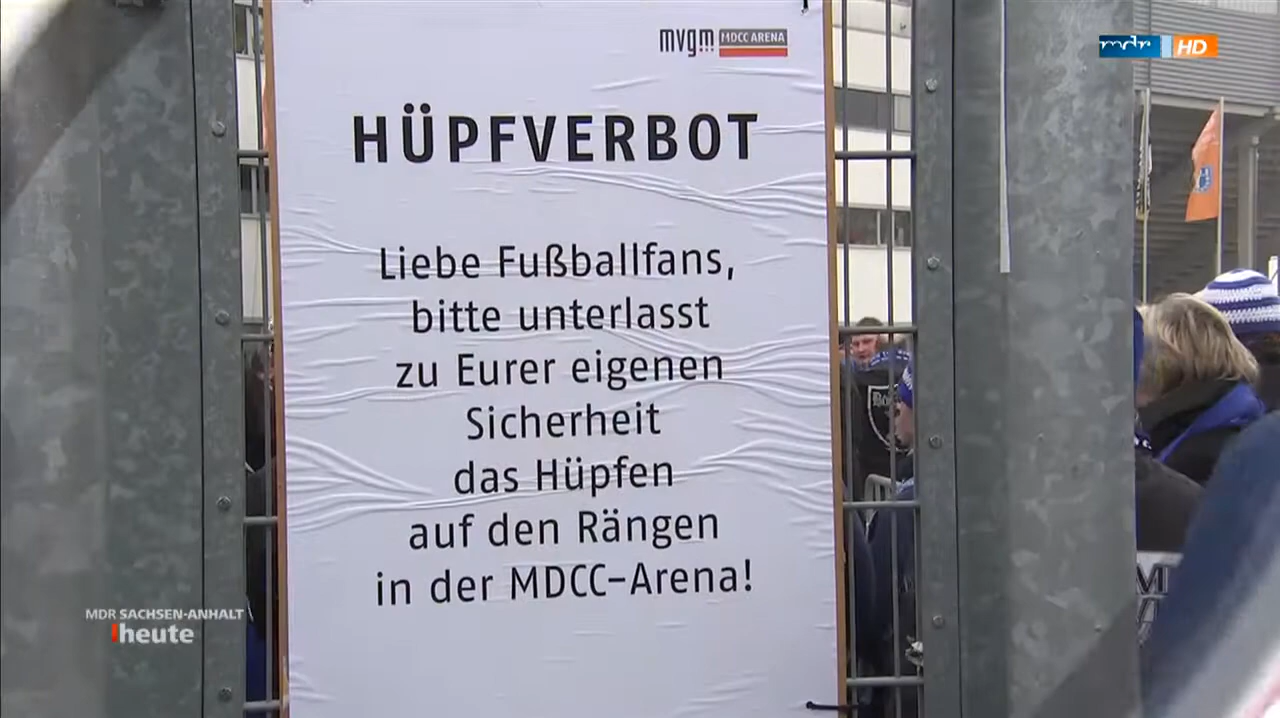 mvgm MDCC ARENA
mdr HD
HÜPFVERBOT
Liebe Fußballfans,
bitte unterlasst
zu Eurer eigenen
Sicherheit
das Hüpfen
auf den Rängen
in der MDCC–Arena!
MDR SACHSEN-ANHALT
heute